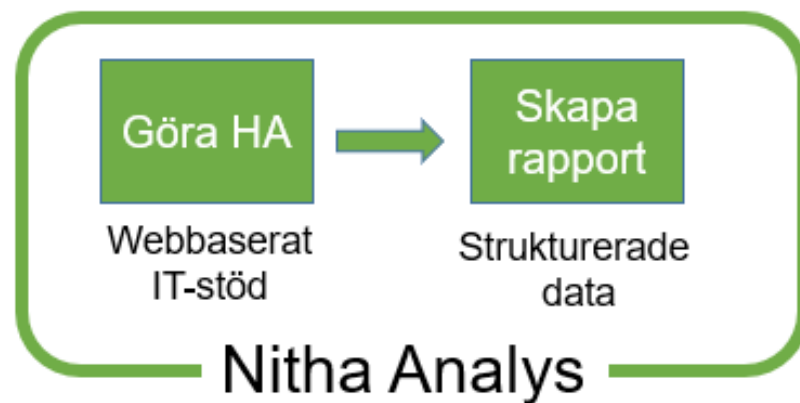 Göra HA
Skapa
rapport
Webbaserat
IT-stöd
Strukturerade
data
Nitha Analys